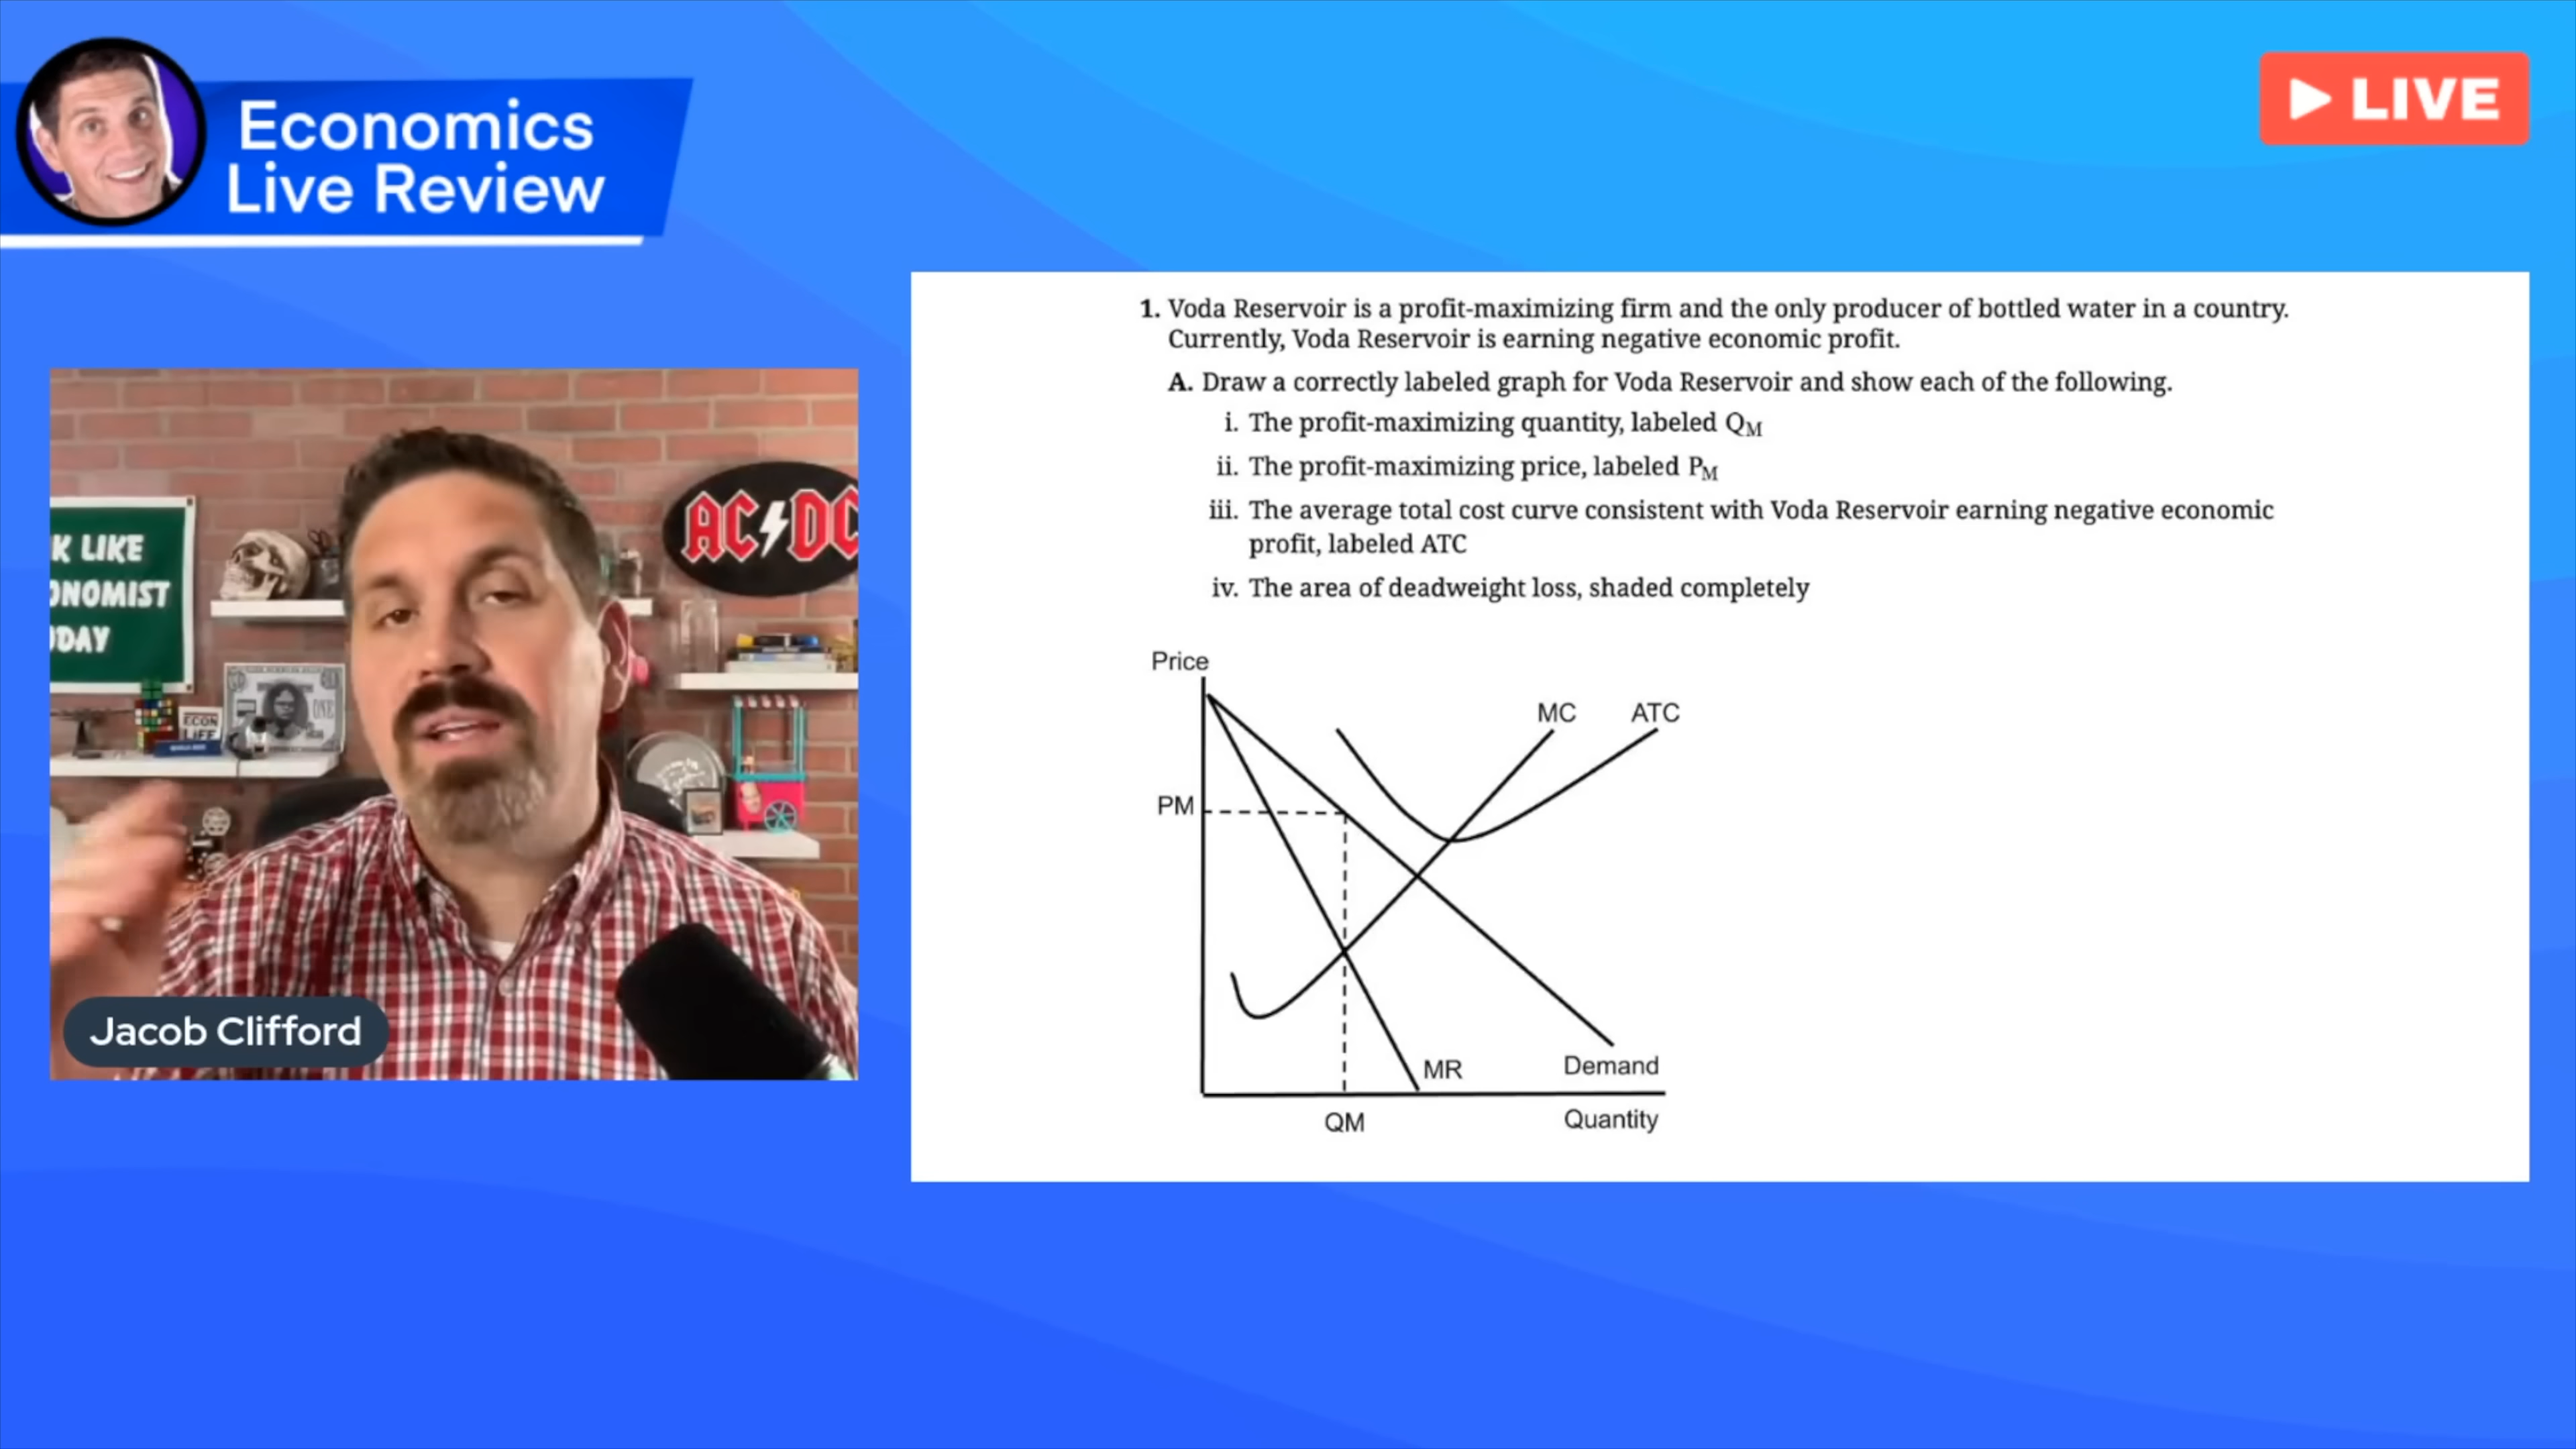 Economics
Live Review
LIVE
1. Voda Reservoir is a profit-maximizing firm and the only producer of bottled water in a country.
Currently, Voda Reservoir is earning negative economic profit.
A. Draw a correctly labeled graph for Voda Reservoir and show each of the following.
i. The profit-maximizing quantity, labeled QM
ii. The profit-maximizing price, labeled PM
iii. The average total cost curve consistent with Voda Reservoir earning negative economic
profit, labeled ATC
iv. The area of deadweight loss, shaded completely
K LIKE
ONOMIST
DAY
AC DC
ECON
LIFE
ONE
Jacob Clifford
Price
MC
ATC
PM
MR
Demand
QM
Quantity